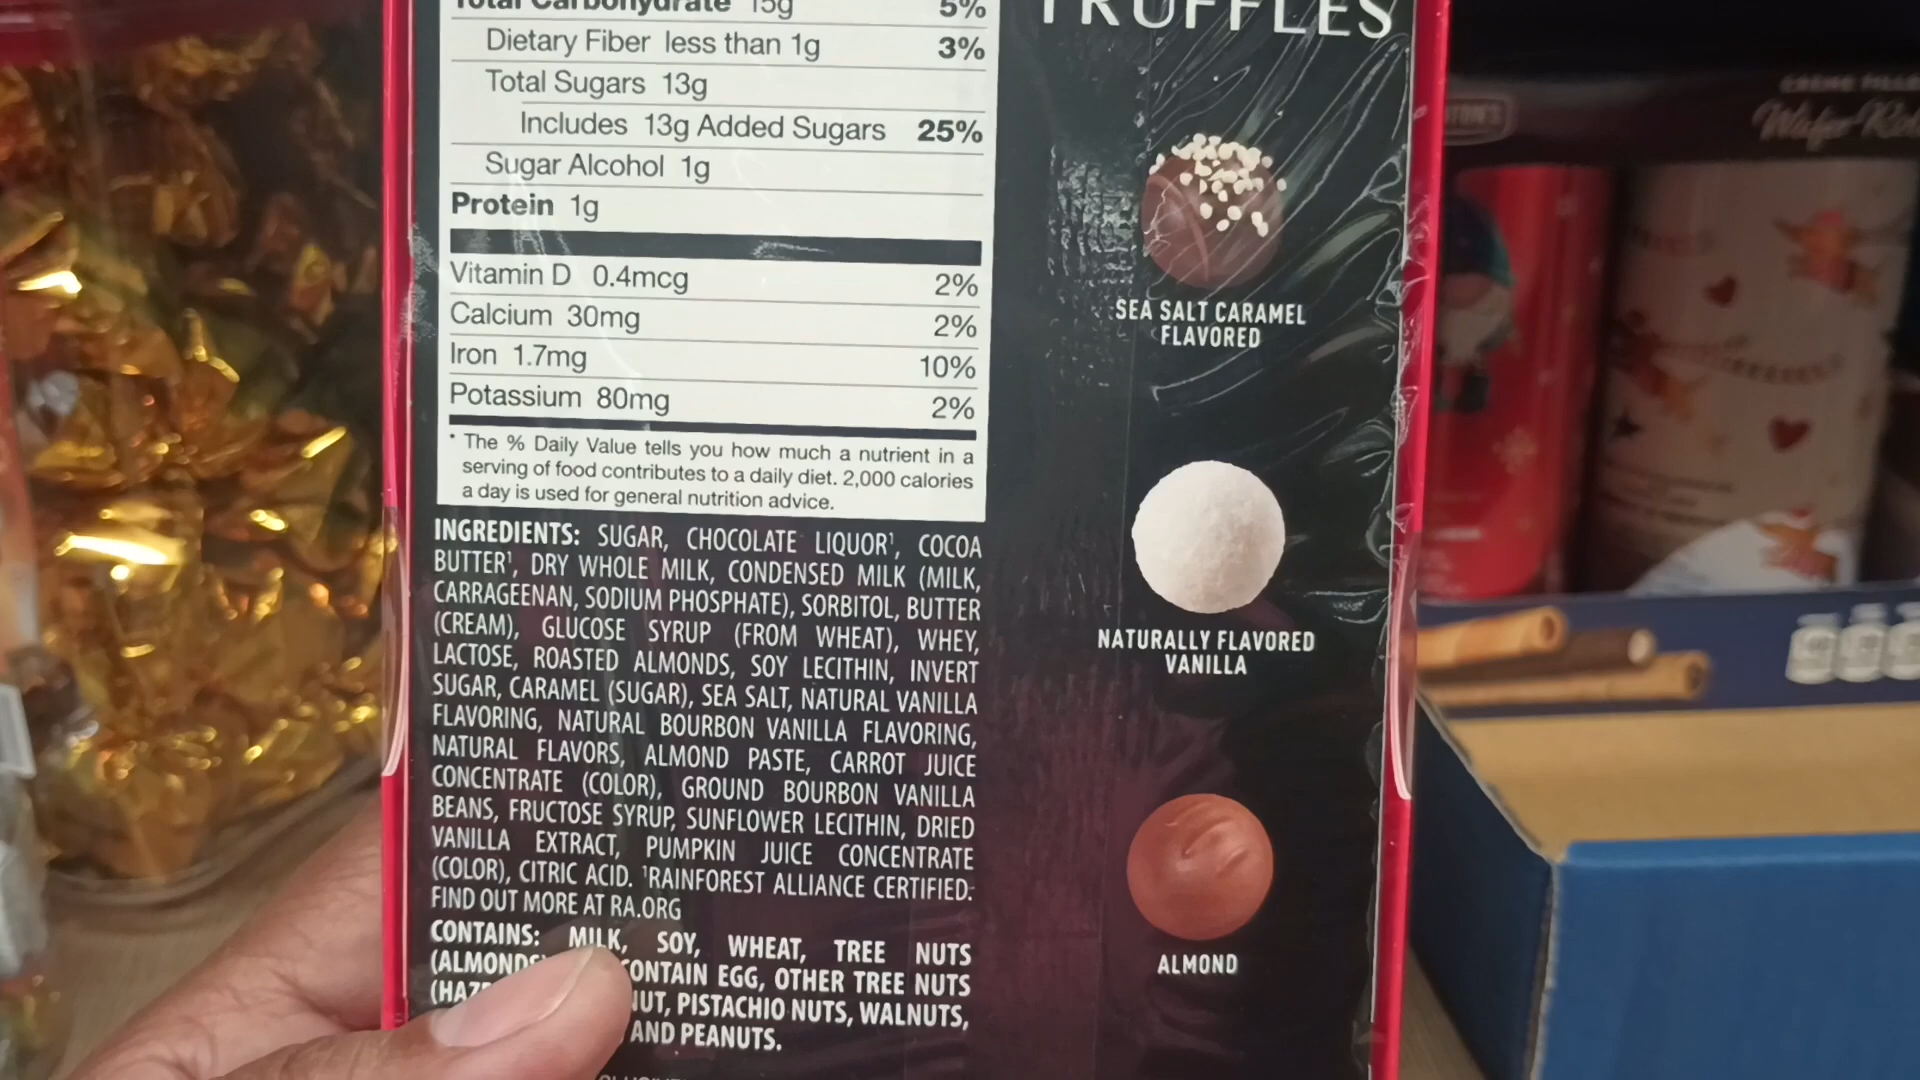 Total Carbohydrate 15g 5%
Dietary Fiber less than 1g 3%
Total Sugars 13g
Includes 13g Added Sugars 25%
Sugar Alcohol 1g
Protein 1g
Vitamin D 0.4mcg 2%
Calcium 30mg 2%
Iron 1.7mg 10%
Potassium 80mg 2%
* The % Daily Value tells you how much a nutrient in a
serving of food contributes to a daily diet. 2,000 calories
a day is used for general nutrition advice.
INGREDIENTS: SUGAR, CHOCOLATE LIQUOR¹, COCOA
BUTTER¹, DRY WHOLE MILK, CONDENSED MILK (MILK,
CARRAGEENAN, SODIUM PHOSPHATE), SORBITOL, BUTTER
(CREAM), GLUCOSE SYRUP (FROM WHEAT), WHEY,
LACTOSE, ROASTED ALMONDS, SOY LECITHIN, INVERT
SUGAR, CARAMEL (SUGAR), SEA SALT, NATURAL VANILLA
FLAVORING, NATURAL BOURBON VANILLA FLAVORING,
NATURAL FLAVORS, ALMOND PASTE, CARROT JUICE
CONCENTRATE (COLOR), GROUND BOURBON VANILLA
BEANS, FRUCTOSE SYRUP, SUNFLOWER LECITHIN, DRIED
VANILLA EXTRACT, PUMPKIN JUICE CONCENTRATE
(COLOR), CITRIC ACID. ¹RAINFOREST ALLIANCE CERTIFIED.
FIND OUT MORE AT RA.ORG
CONTAINS: MILK, SOY, WHEAT, TREE NUTS
EGG, OTHER TREE NUTS
PISTACHIO NUTS, WALNUTS,
AND PEANUTS.
TRUFFLES
SEA SALT CARAMEL
FLAVORED
NATURALLY FLAVORED
VANILLA
ALMOND